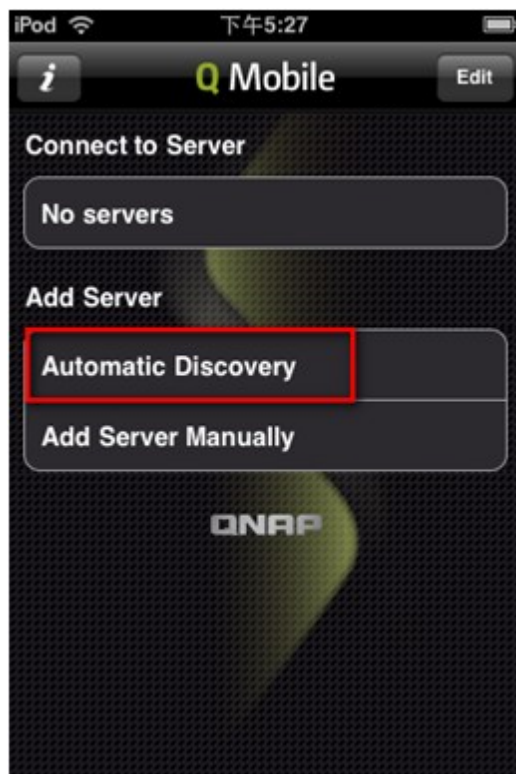 iPod 下午5:27
i Q Mobile Edit
Connect to Server
No servers
Add Server
Automatic Discovery
Add Server Manually
QNAP